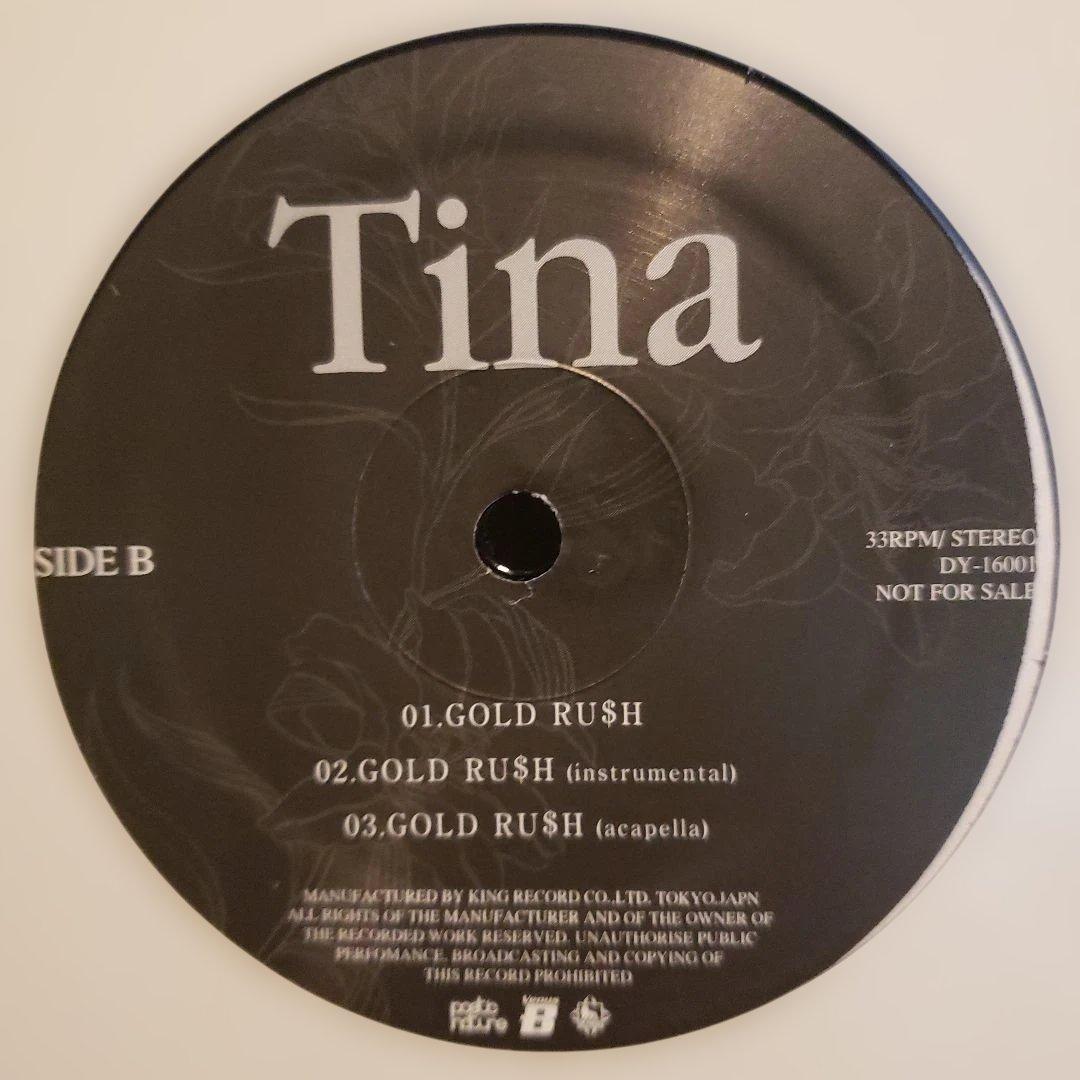 Tina
SIDE B
33RPM/ STEREO
DY-16001
NOT FOR SALE
01.GOLD RU$H
02.GOLD RU$H (instrumental)
03.GOLD RU$H (acapella)
MANUFACTURED BY KING RECORD CO.,LTD. TOKYO.JAPN
ALL RIGHTS OF THE MANUFACTURER AND OF THE OWNER OF
THE RECORDED WORK RESERVED. UNAUTHORISE PUBLIC
PERFOMANCE. BROADCASTING AND COPYING OF
THIS RECORD PROHIBITED
Venus
B